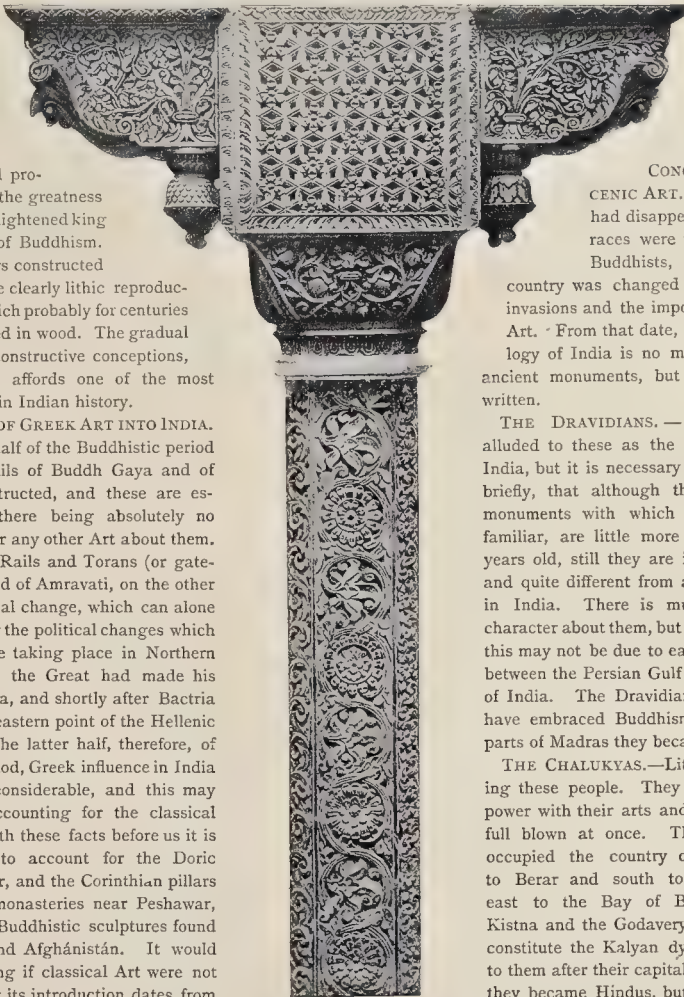 pro-
the greatness
lightened king
of Buddhism.
s constructed
e clearly lithic reproduc-
ich probably for centuries
ed in wood. The gradual
onstructive conceptions,
affords one of the most
in Indian history.
OF GREEK ART INTO INDIA.
alf of the Buddhistic period
ils of Buddh Gaya and of
tructed, and these are es-
there being absolutely no
r any other Art about them.
Rails and Torans (or gate-
d of Amravati, on the other
al change, which can alone
the political changes which
e taking place in Northern
the Great had made his
a, and shortly after Bactria
eastern point of the Hellenic
he latter half, therefore, of
od, Greek influence in India
onsiderable, and this may
ccounting for the classical
th these facts before us it is
to account for the Doric
r, and the Corinthian pillars
monasteries near Peshawar,
Buddhistic sculptures found
nd Afghánistán. It would
ng if classical Art were not
its introduction dates from
CONC
CENIC ART.
had disappe
races were
Buddhists,
country was changed
invasions and the impo
Art. From that date,
logy of India is no m
ancient monuments, but
written.
THE DRAVIDIANS. —
alluded to these as the
India, but it is necessary
briefly, that although th
monuments with which
familiar, are little more
years old, still they are i
and quite different from a
in India. There is mu
character about them, but
this may not be due to ea
between the Persian Gulf
of India. The Dravidia
have embraced Buddhism
parts of Madras they beca
THE CHALUKYAS.—Lit
ing these people. They
power with their arts and
full blown at once. Th
occupied the country c
to Berar and south to
east to the Bay of B
Kistna and the Godavery
constitute the Kalyan dy
to them after their capital
they became Hindus, but